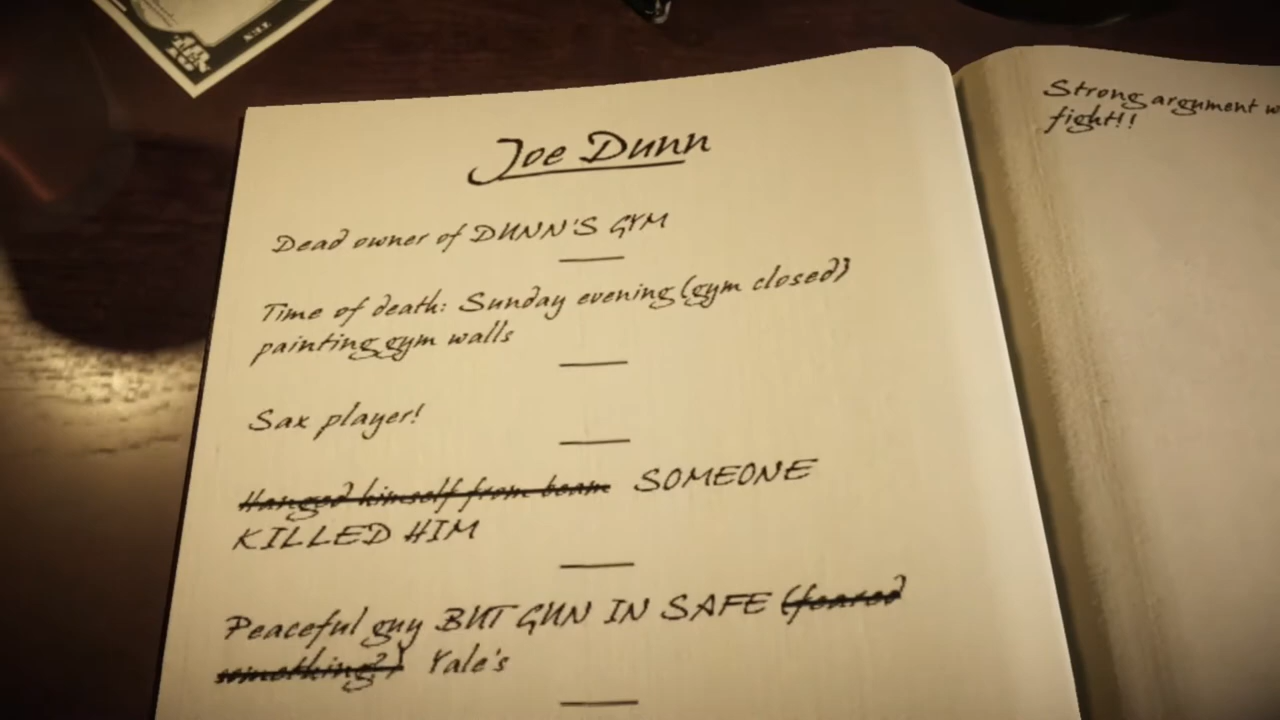 Joe Dunn
Dead owner of DUNN'S GYM
Time of death: Sunday evening (gym closed)
painting gym walls
Sax player!
Hanged himself from beam SOMEONE
KILLED HIM
Peaceful guy BUT GUN IN SAFE (feared
something?) Yale's
Strong argument w
fight!!